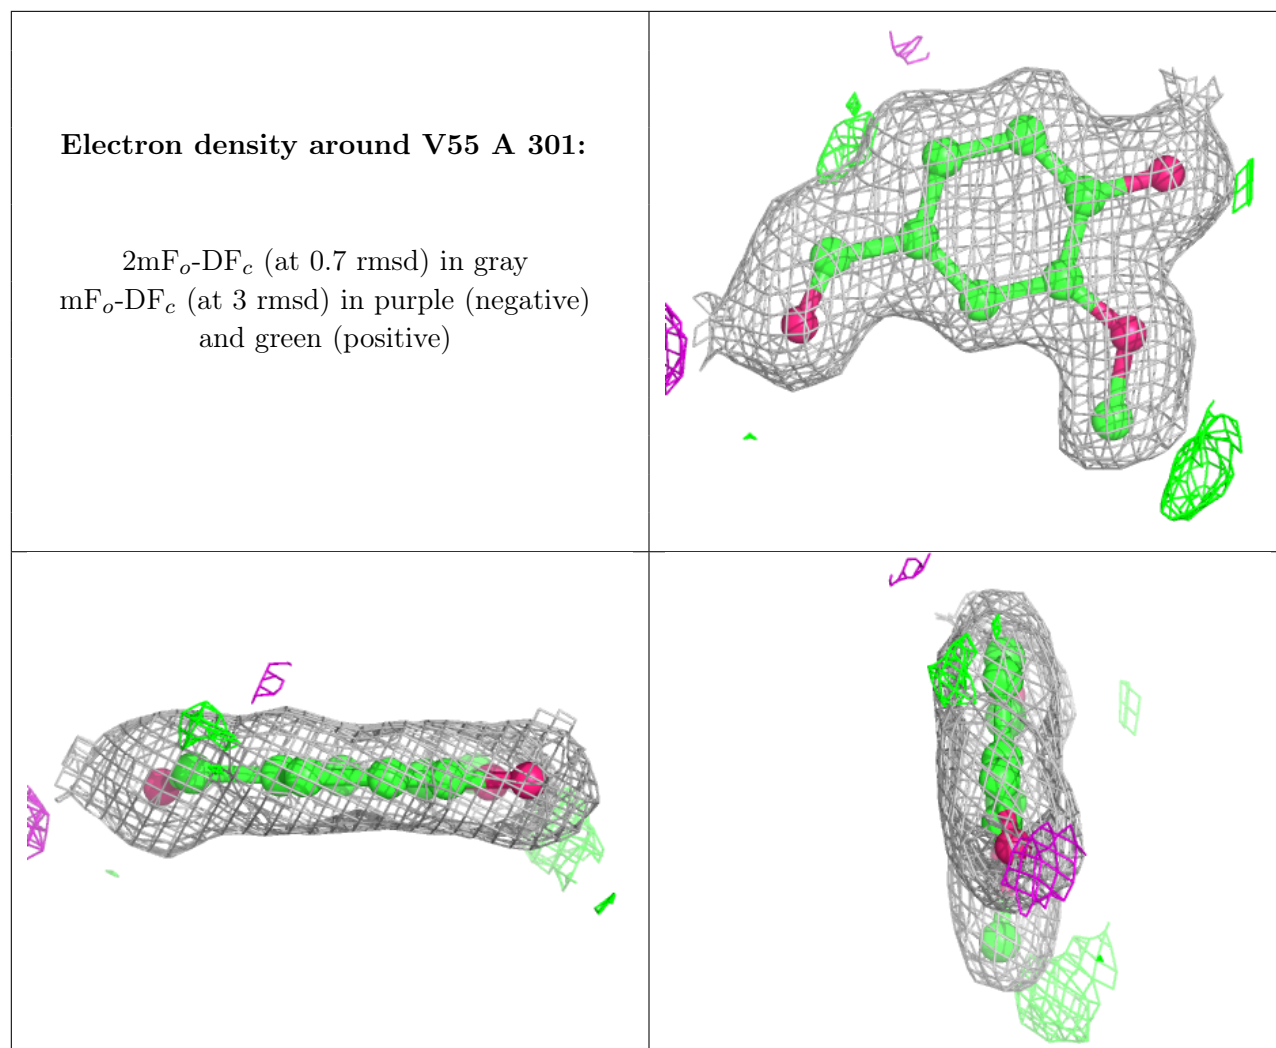 Electron density around V55 A 301:
2mFo-DFc (at 0.7 rmsd) in gray
mFo-DFc (at 3 rmsd) in purple (negative)
and green (positive)